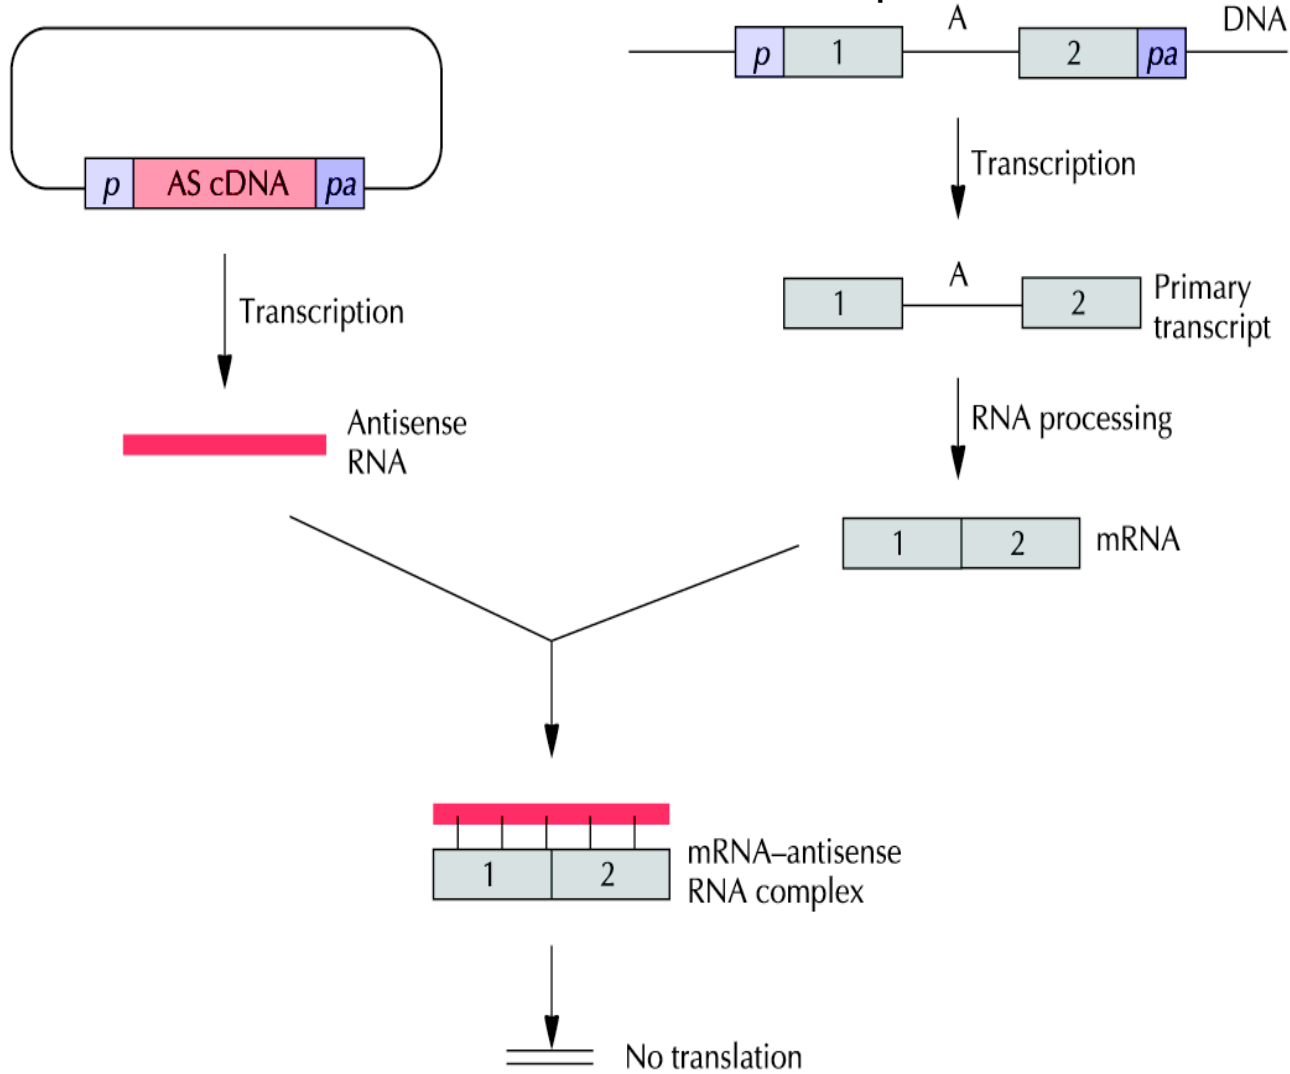 A
DNA
p
1
2
pa
p
AS cDNA
pa
Transcription
Transcription
A
1
2
Primary
transcript
Antisense
RNA
RNA processing
1
2
mRNA
1
2
mRNA–antisense
RNA complex
No translation